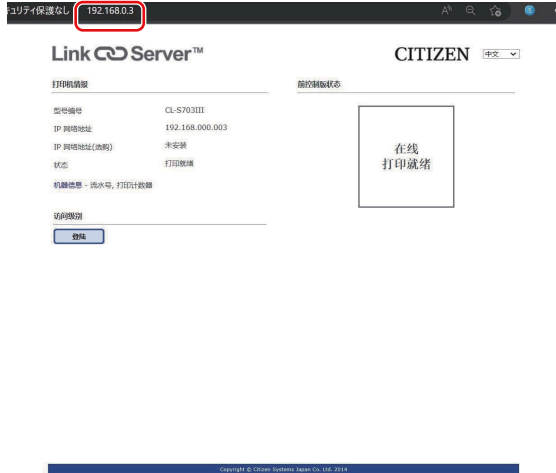 キュリティ保護なし 192.168.0.3
Link Server™
CITIZEN 中文
打印机情报
前控制版状态
型号编号 CL-S703III
IP 网络地址 192.168.000.003
IP 网络地址(选购) 未安装
状态 打印就绪
机器信息 - 流水号, 打印计数器
在线
打印就绪
访问级别
登陆
Copyright © Citizen Systems Japan Co. Ltd. 2014